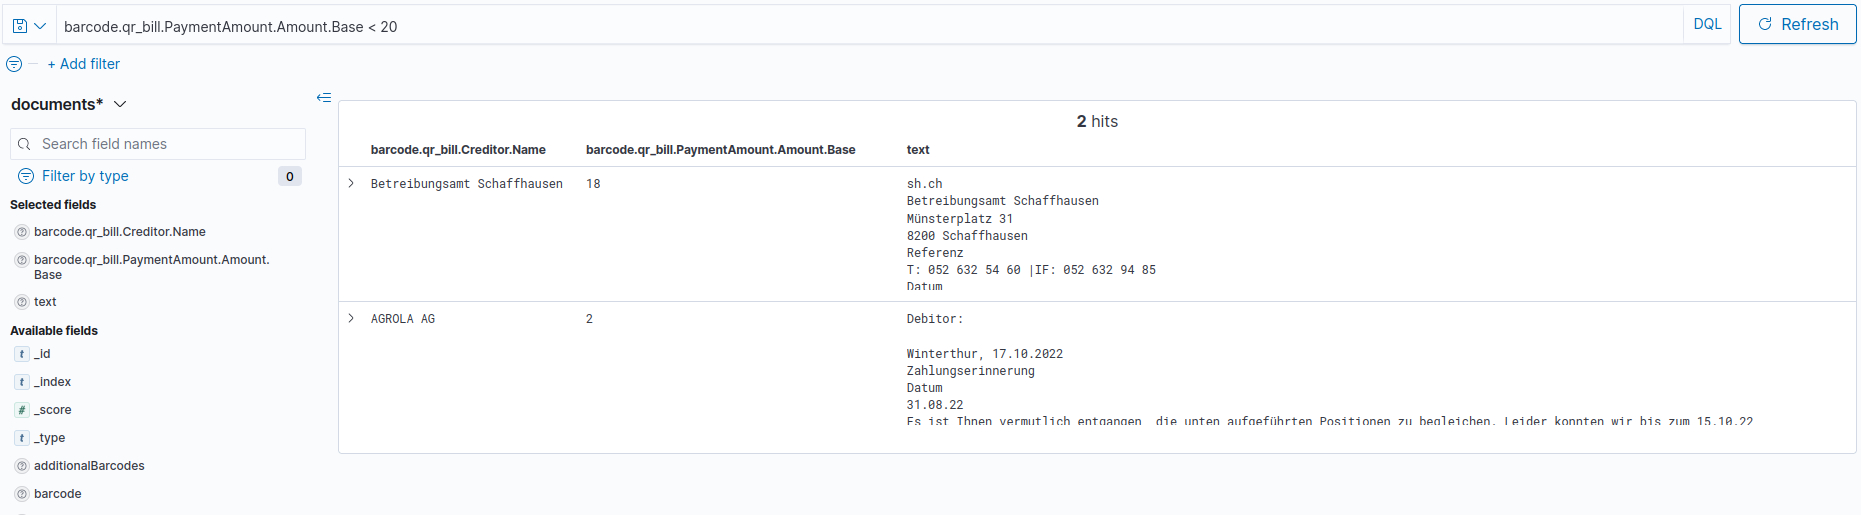 barcode.qr_bill.PaymentAmount.Amount.Base < 20
DQL
Refresh
+ Add filter
documents*
Search field names
Filter by type
0
Selected fields
barcode.qr_bill.Creditor.Name
barcode.qr_bill.PaymentAmount.Amount.
Base
text
Available fields
t _id
t _index
# _score
t _type
additionalBarcodes
barcode
2 hits
barcode.qr_bill.Creditor.Name barcode.qr_bill.PaymentAmount.Amount.Base text
Betreibungsamt Schaffhausen 18 sh.ch
Betreibungsamt Schaffhausen
Münsterplatz 31
8200 Schaffhausen
Referenz
T: 052 632 54 60 |IF: 052 632 94 85
Datum
AGROLA AG 2 Debitor:
Winterthur, 17.10.2022
Zahlungserinnerung
Datum
31.08.22
Es ist Ihnen vermutlich entgangen die unten aufgeführten Positionen zu begleichen. Leider konnten wir bis zum 15.10.22